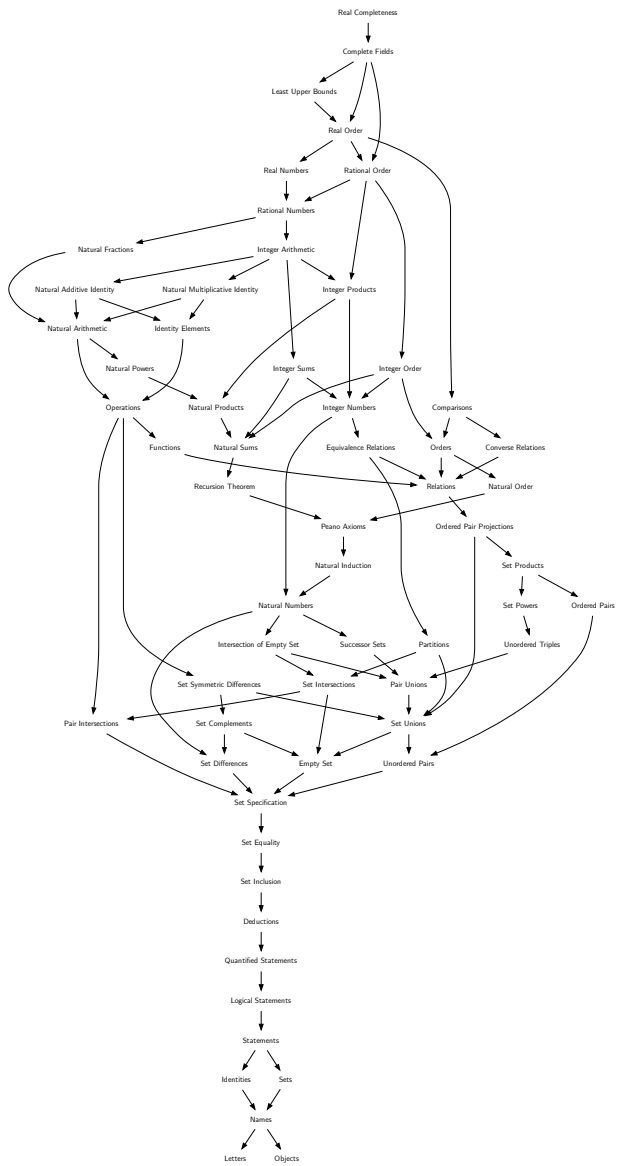 Real Completeness
Complete Fields
Least Upper Bounds
Real Order
Real Numbers
Rational Order
Rational Numbers
Natural Fractions
Integer Arithmetic
Natural Additive Identity
Natural Multiplicative Identity
Integer Products
Natural Arithmetic
Identity Elements
Natural Powers
Integer Sums
Integer Order
Operations
Natural Products
Integer Numbers
Comparisons
Functions
Natural Sums
Equivalence Relations
Orders
Converse Relations
Recursion Theorem
Relations
Natural Order
Peano Axioms
Ordered Pair Projections
Natural Induction
Set Products
Natural Numbers
Set Powers
Ordered Pairs
Intersection of Empty Set
Successor Sets
Partitions
Unordered Triples
Set Symmetric Differences
Set Intersections
Pair Unions
Pair Intersections
Set Complements
Set Unions
Set Differences
Empty Set
Unordered Pairs
Set Specification
Set Equality
Set Inclusion
Deductions
Quantified Statements
Logical Statements
Statements
Identities
Sets
Names
Letters
Objects